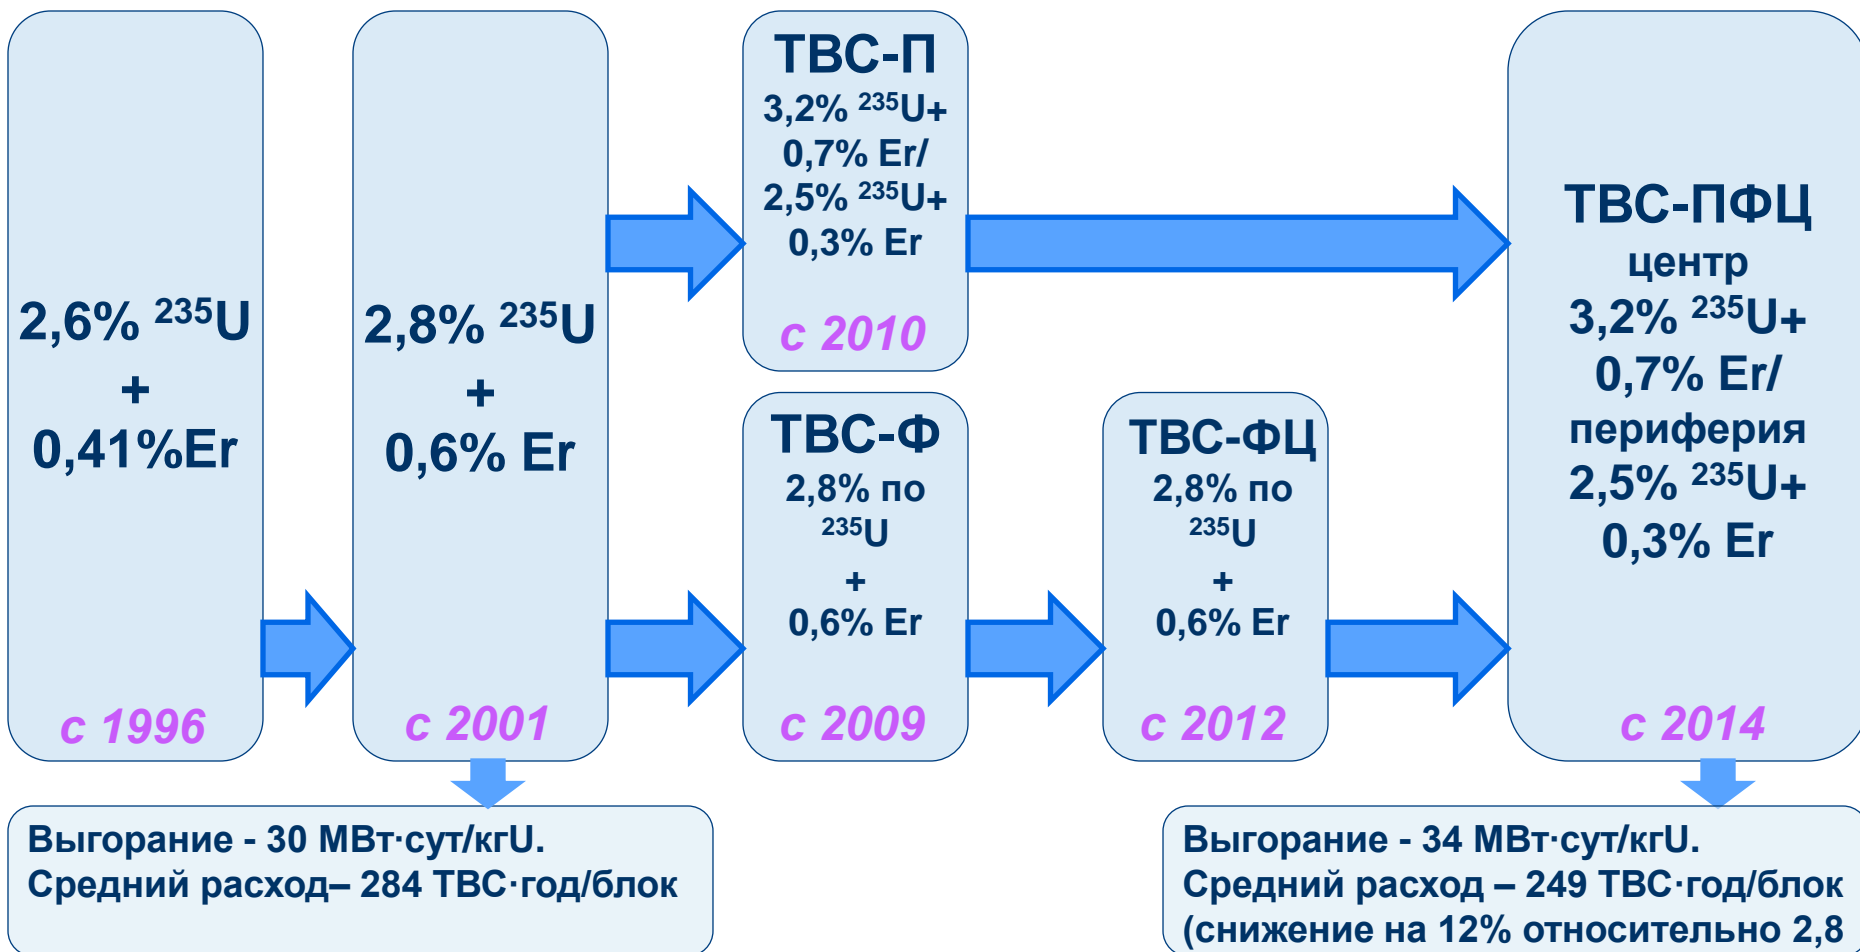 2,6% ²³⁵U
+
0,41%Er
с 1996
2,8% ²³⁵U
+
0,6% Er
с 2001
ТВС-П
3,2% ²³⁵U+
0,7% Er/
2,5% ²³⁵U+
0,3% Er
с 2010
ТВС-Ф
2,8% по
²³⁵U
+
0,6% Er
с 2009
ТВС-ФЦ
2,8% по
²³⁵U
+
0,6% Er
с 2012
ТВС-ПФЦ
центр
3,2% ²³⁵U+
0,7% Er/
периферия
2,5% ²³⁵U+
0,3% Er
с 2014
Выгорание - 30 МВт·сут/кгU.
Средний расход– 284 ТВС·год/блок
Выгорание - 34 МВт·сут/кгU.
Средний расход – 249 ТВС·год/блок
(снижение на 12% относительно 2,8